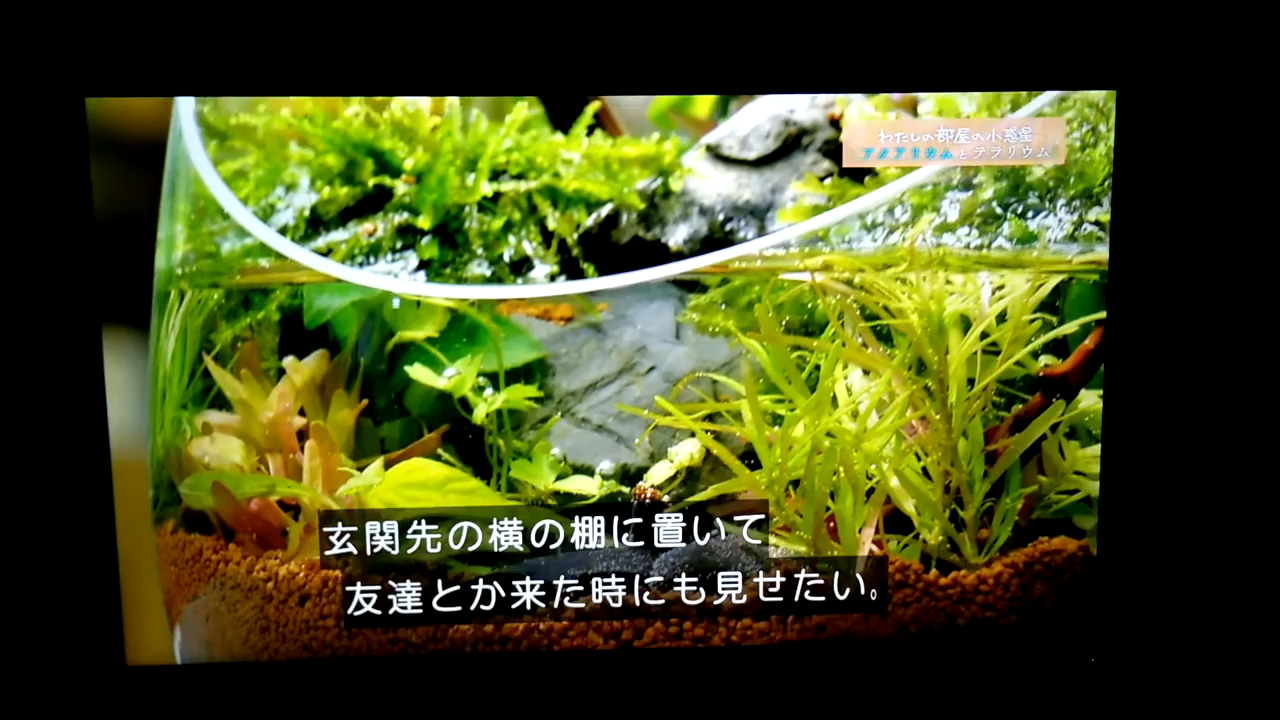 わたしの部屋の小惑星
アクアリウムとテラリウム
玄関先の横の棚に置いて
友達とか来た時にも見せたい。